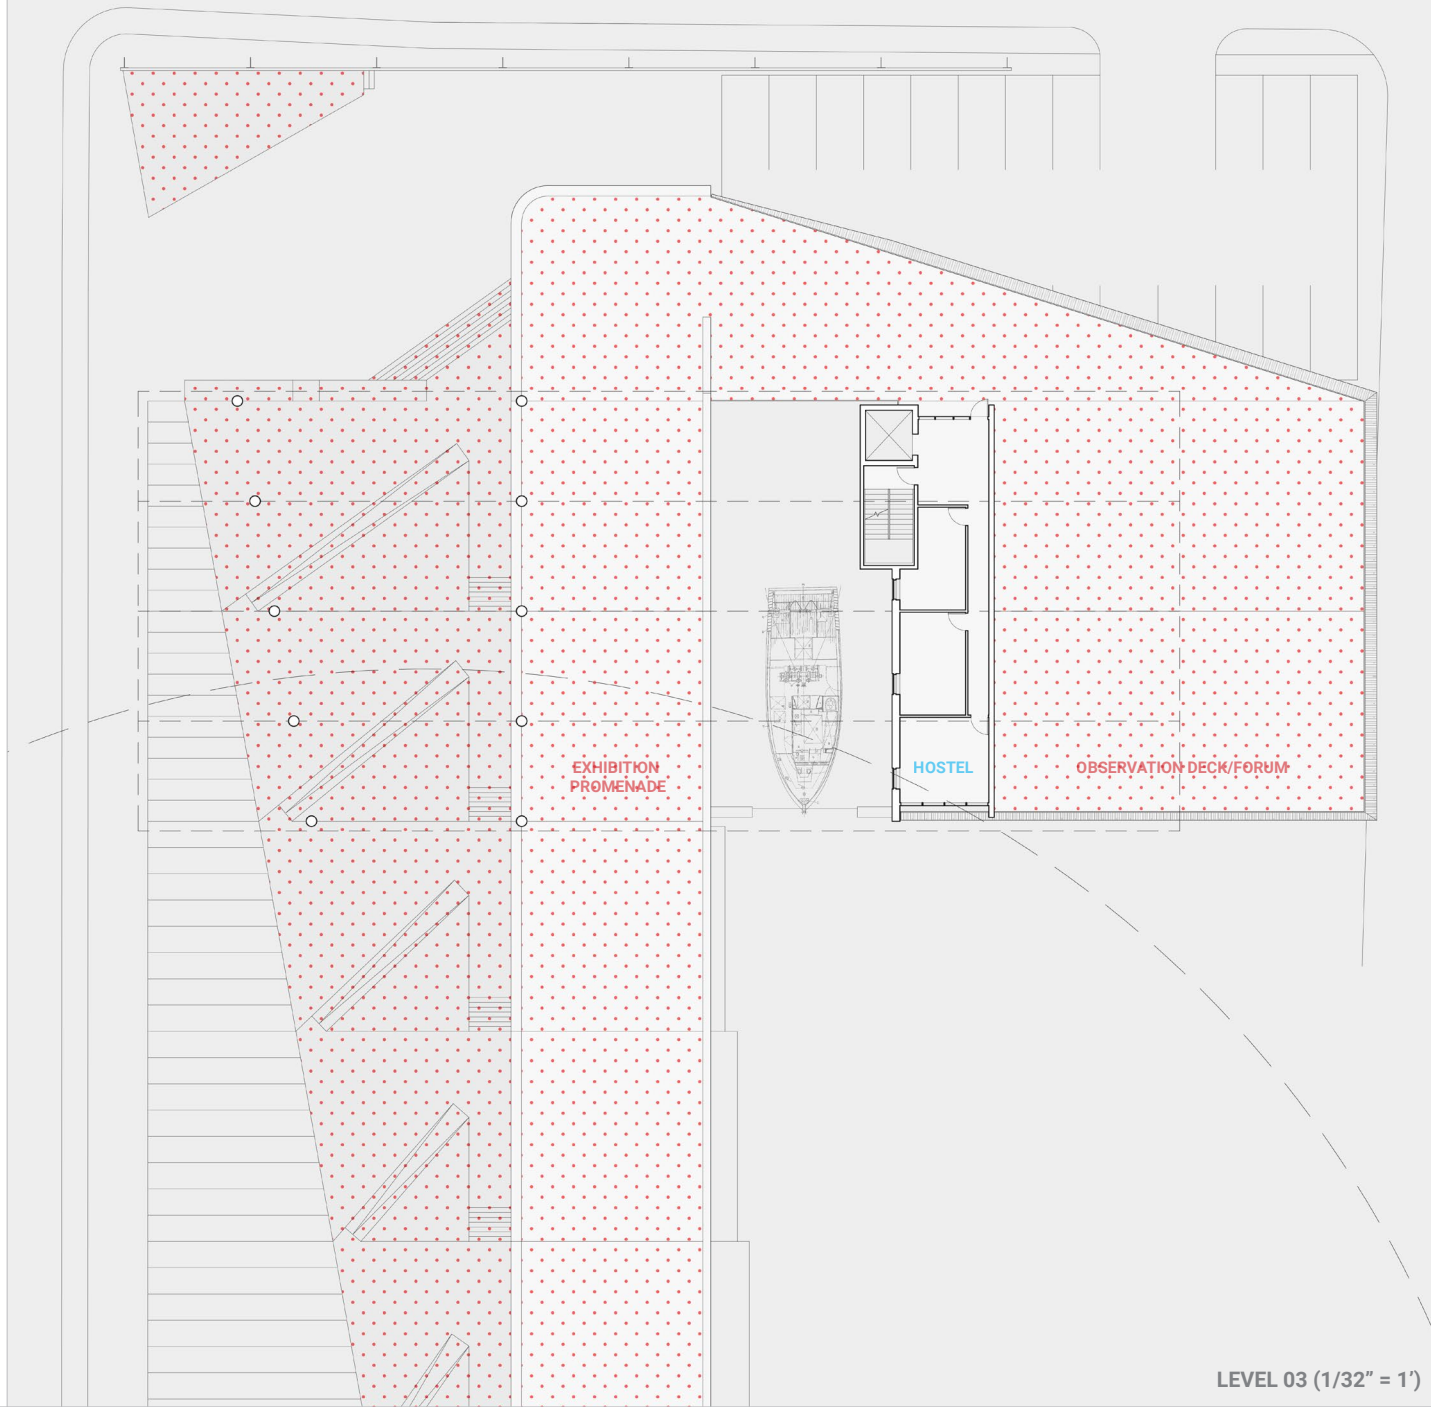 EXHIBITION
PROMENADE
HOSTEL
OBSERVATION DECK/FORUM
LEVEL 03 (1/32” = 1’)